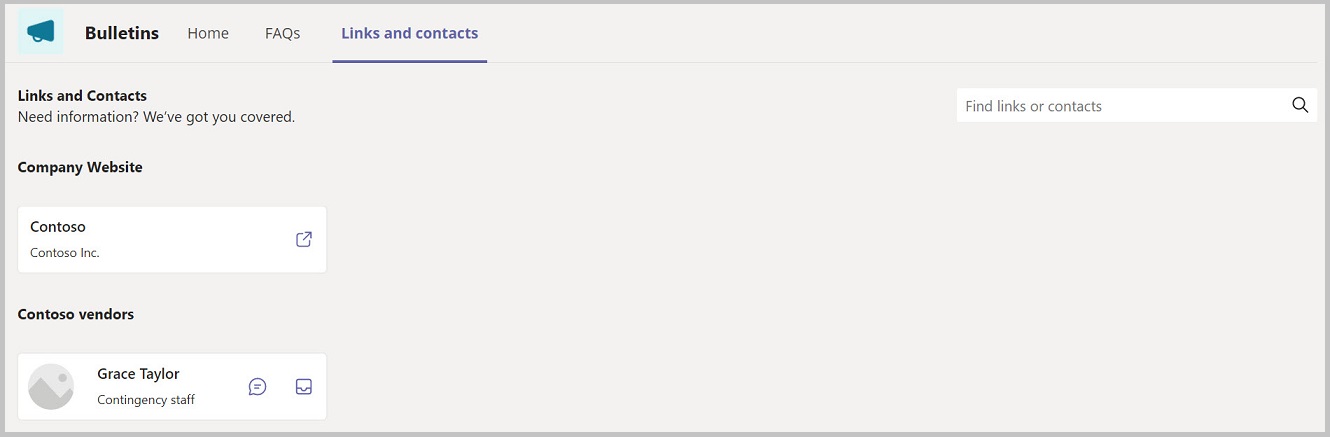 Bulletins Home FAQs Links and contacts
Links and Contacts
Need information? We've got you covered.
Find links or contacts
Company Website
Contoso
Contoso Inc.
Contoso vendors
Grace Taylor
Contingency staff